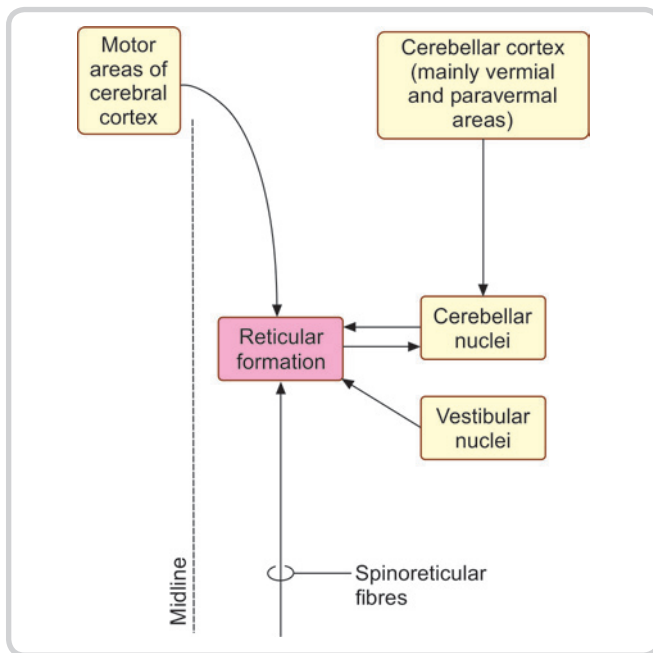 Motor
areas of
cerebral
cortex
Cerebellar cortex
(mainly vermial
and paravermal
areas)
Reticular
formation
Cerebellar
nuclei
Vestibular
nuclei
Spinoreticular
fibres
Midline